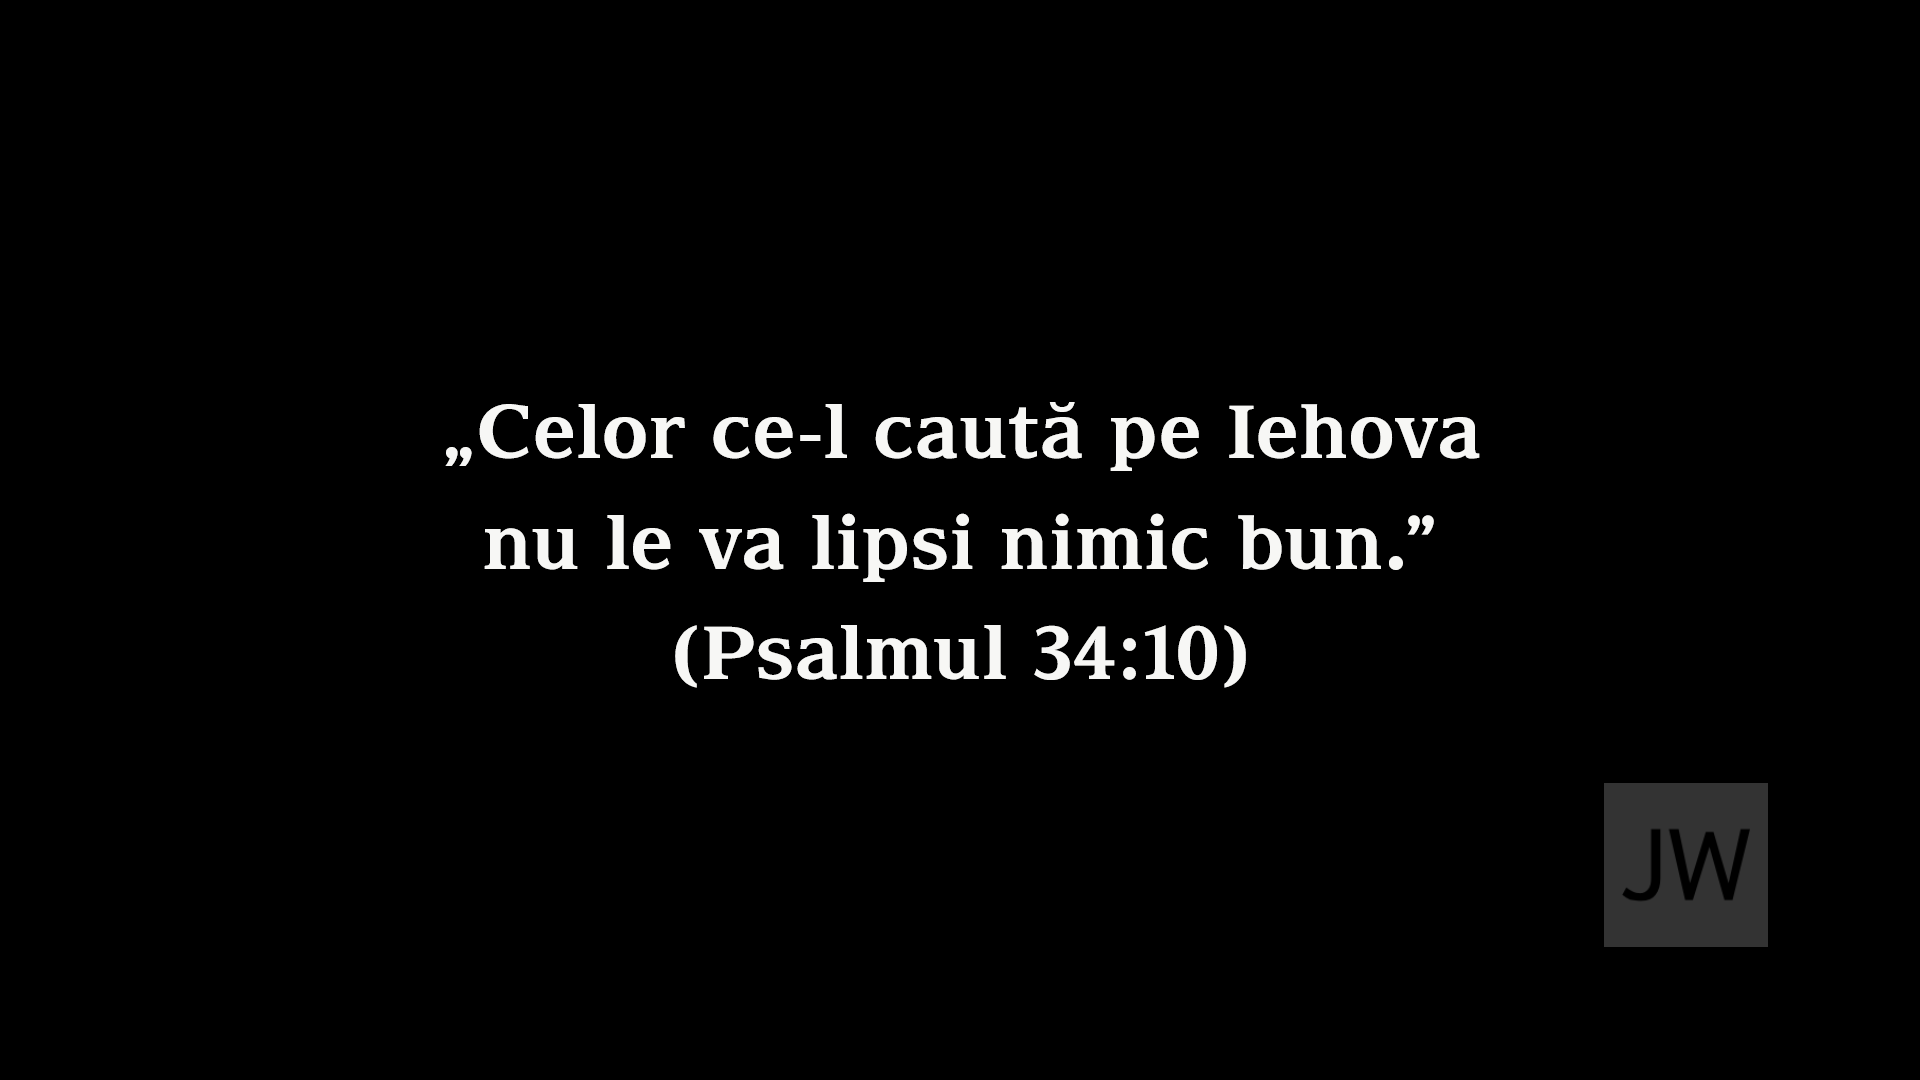 „Celor ce-l caută pe Iehova
nu le va lipsi nimic bun.”
(Psalmul 34:10)
JW